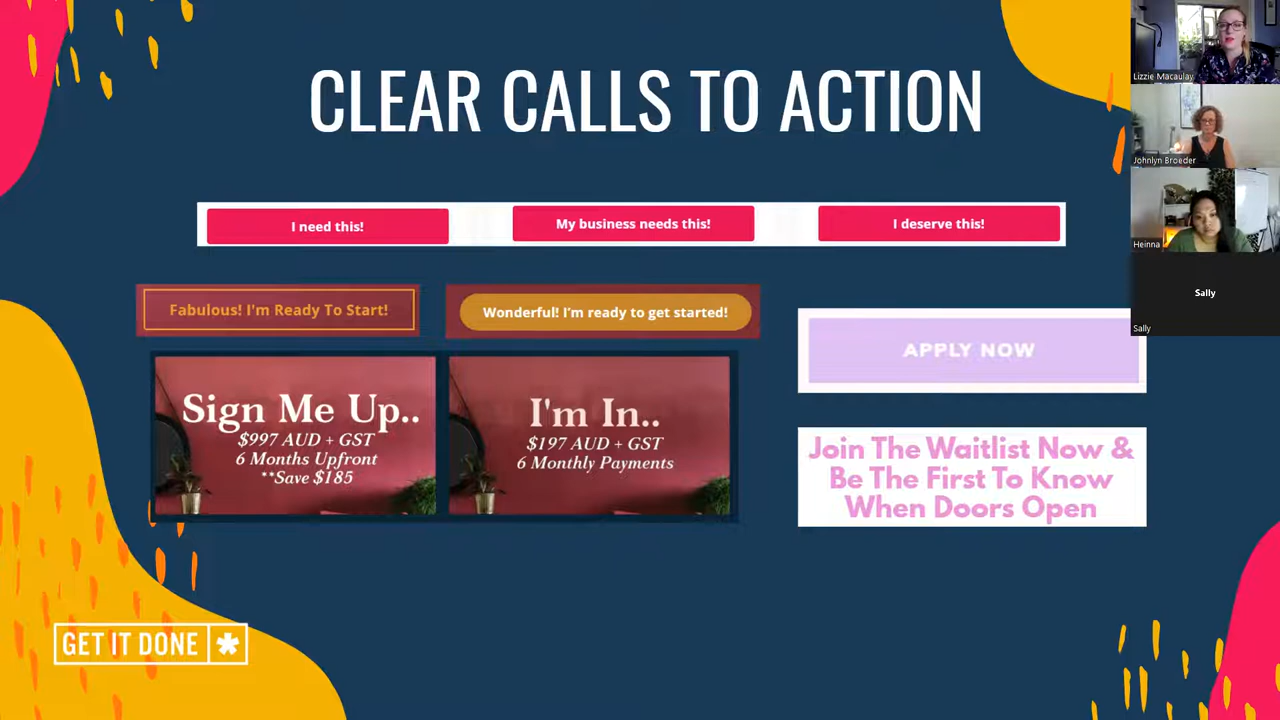 CLEAR CALLS TO ACTION
I need this!
My business needs this!
I deserve this!
Fabulous! I'm Ready To Start!
Wonderful! I'm ready to get started!
Sign Me Up..
$997 AUD + GST
6 Months Upfront
**Save $185
I'm In..
$197 AUD + GST
6 Monthly Payments
APPLY NOW
Join The Waitlist Now &
Be The First To Know
When Doors Open
GET IT DONE *
Lizzie Macaulay
Johnlyn Broeder
Heinna
Sally
Sally